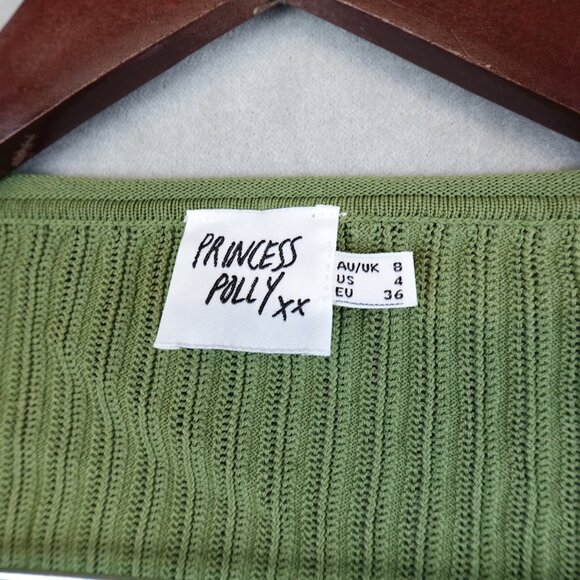 PRINCESS
POLLY xx
AU/UK 8
US 4
EU 36